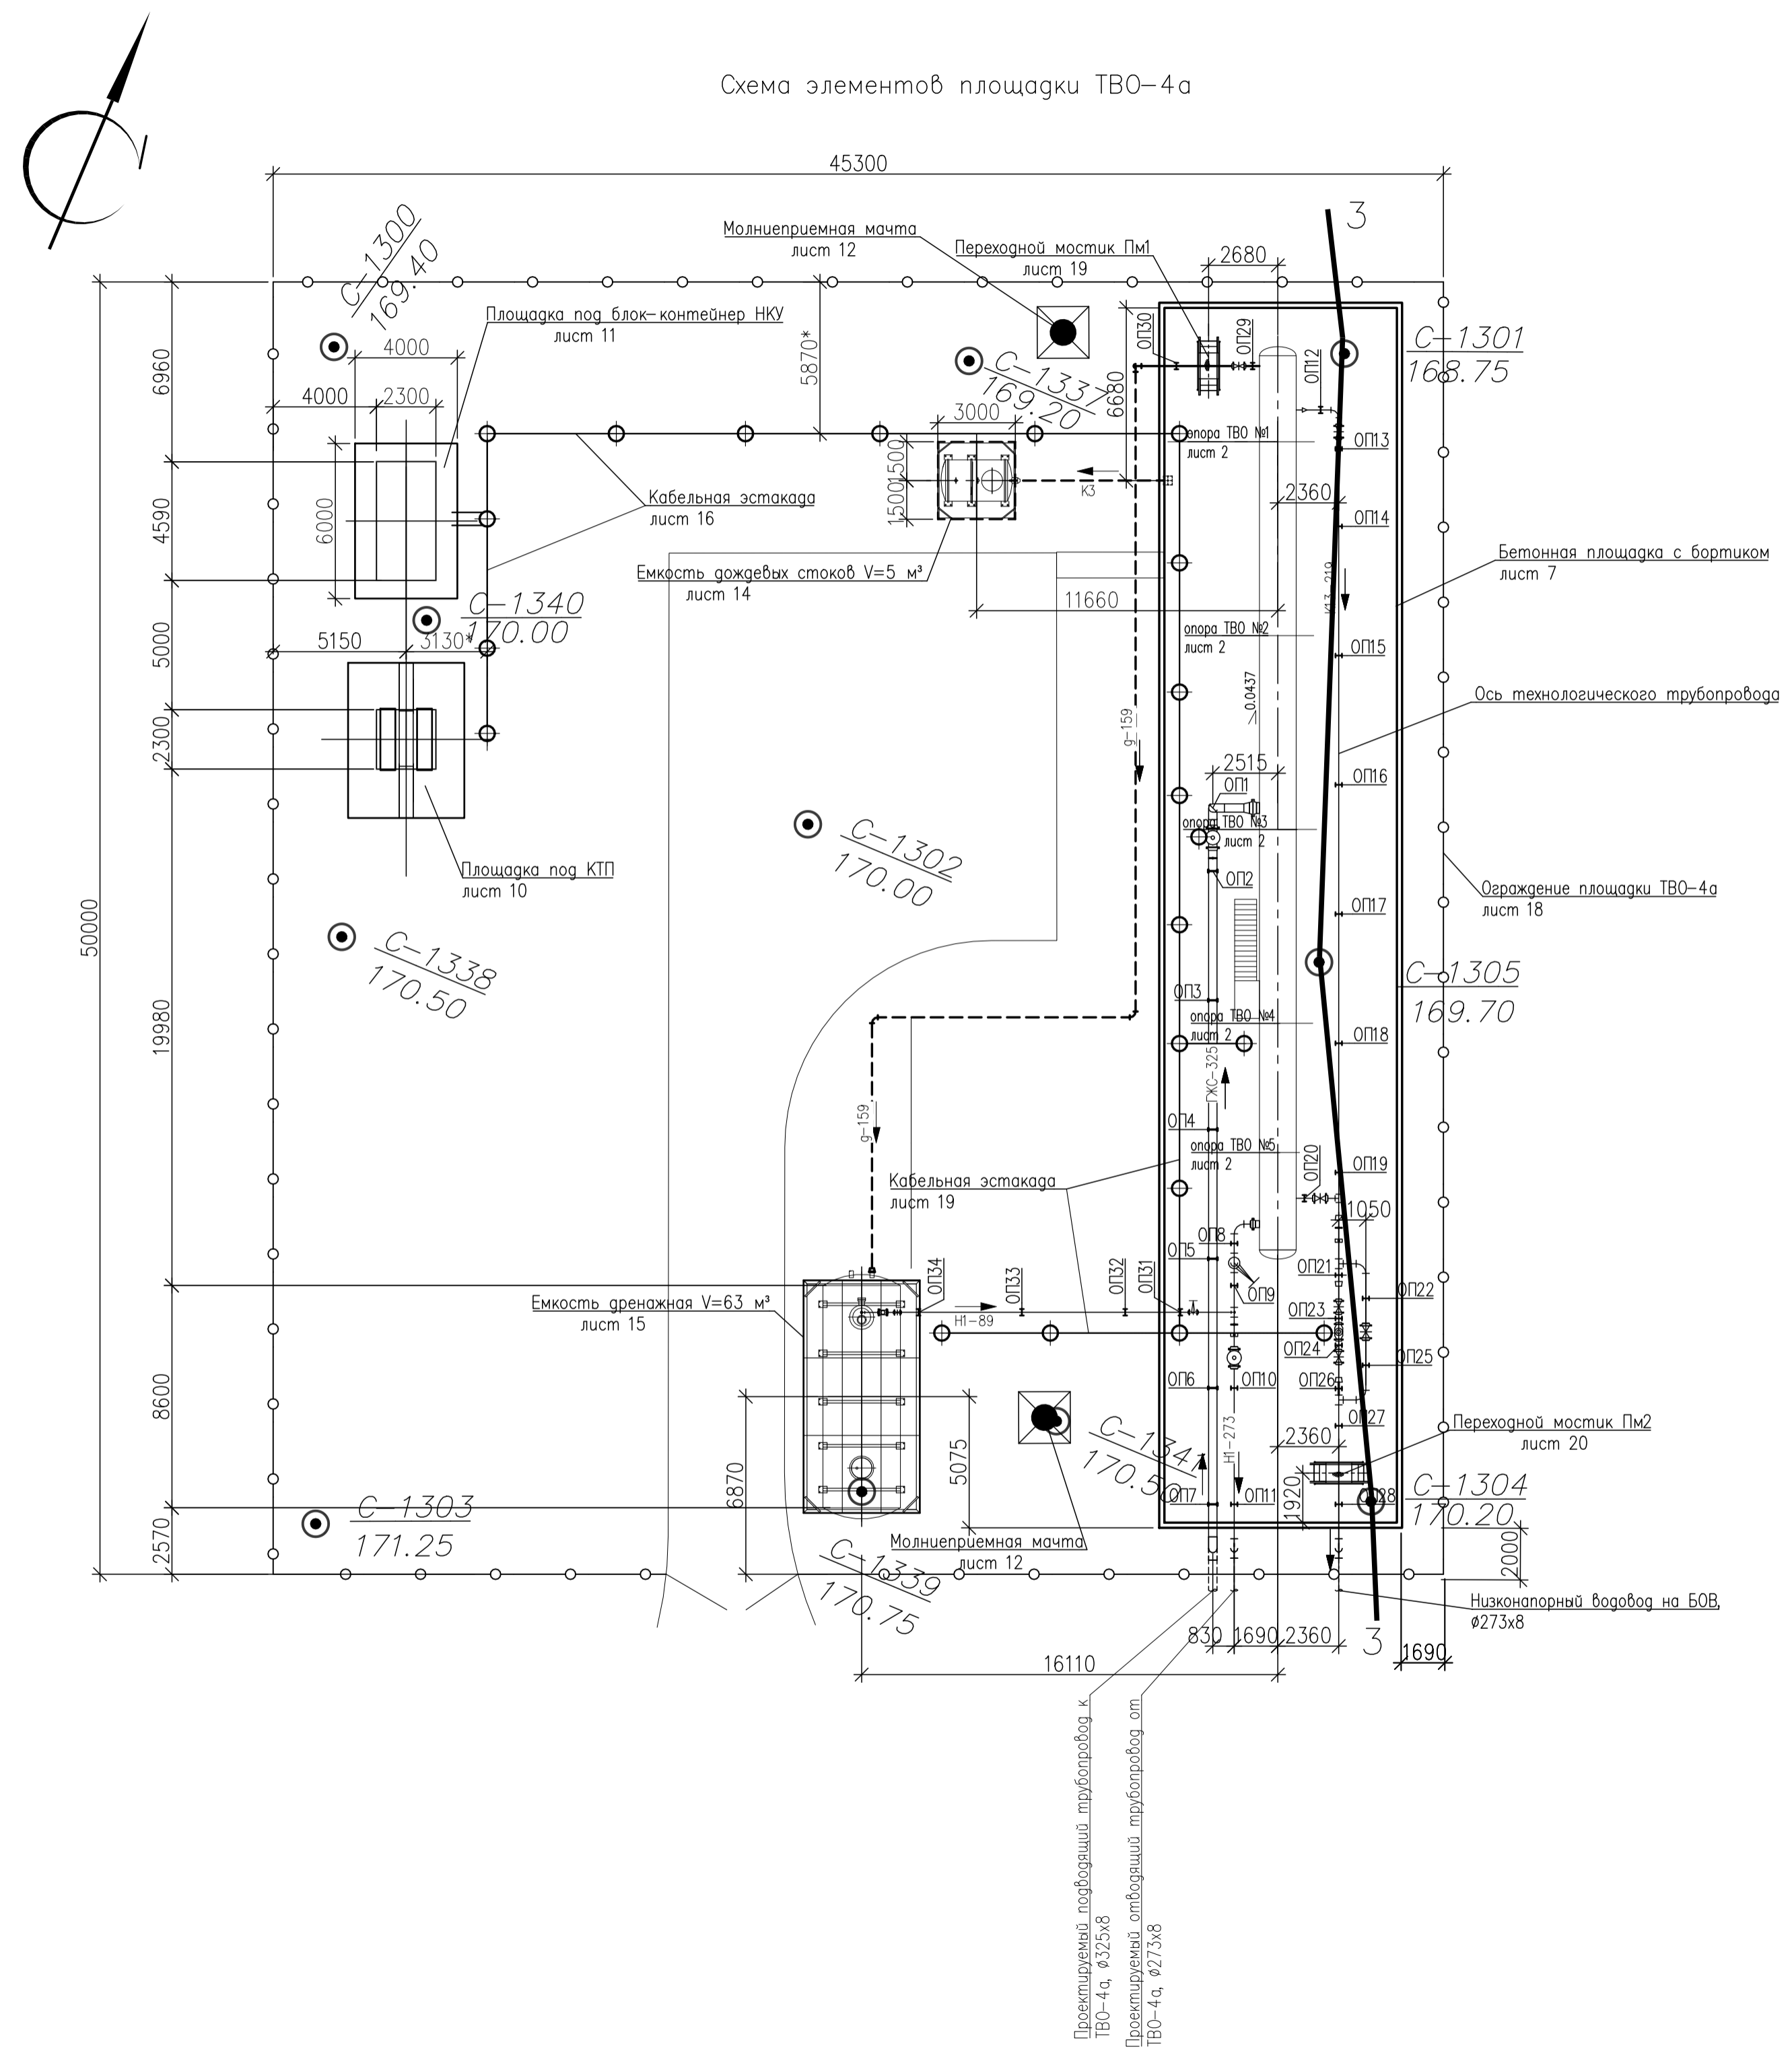 Схема элементов площадки ТВО-4а
45300
3
Молниеприемная мачта
лист 12
Переходной мостик Пм1
лист 19
2680
С-1300
169.40
Площадка под блок-контейнер НКУ
лист 11
4000
4000
2300
6960
5870*
6680
ОП30
ОП29
ОП12
С-1301
168.75
С-1337
169.20
3000
1500
1500
опора ТВО №1
лист 2
ОП13
К3
2360
Кабельная эстакада
лист 16
4590
6000
ОП14
Бетонная площадка с бортиком
лист 7
Емкость дождевых стоков V=5 м³
лист 14
11660
С-1340
170.00
К13-219
опора ТВО №2
лист 2
5000
5150
3130*
ОП15
0.0437
Ось технологического трубопровода
g-159
2300
2515
ОП1
ОП16
опора ТВО №3
лист 2
С-1302
170.00
Площадка под КТП
лист 10
ОП2
Ограждение площадки ТВО-4а
лист 18
50000
ОП17
С-1338
170.50
С-1305
169.70
ОП3
опора ТВО №4
лист 2
19980
ОП18
ГЖС-325
g-159
ОП4
опора ТВО №5
лист 2
ОП20
ОП19
Кабельная эстакада
лист 19
1050
ОП8
ОП5
ОП21
ОП9
ОП22
ОП34
ОП33
ОП32
ОП31
Емкость дренажная V=63 м³
лист 15
Н1-89
ОП23
ОП24
ОП25
8600
ОП6
ОП10
ОП26
ОП27
Переходной мостик Пм2
лист 20
С-1341
170.50
Н1-273
2360
6870
5075
1920
С-1304
170.20
ОП7
ОП11
ОП28
С-1303
171.25
2570
Молниеприемная мачта
лист 12
2000
С-1339
170.75
Низконапорный водовод на БОВ,
ø273х8
830
1690
2360
3
1690
16110
Проектируемый подводящий трубопровод к
ТВО-4а, ø325х8
Проектируемый отводящий трубопровод от
ТВО-4а, ø273х8